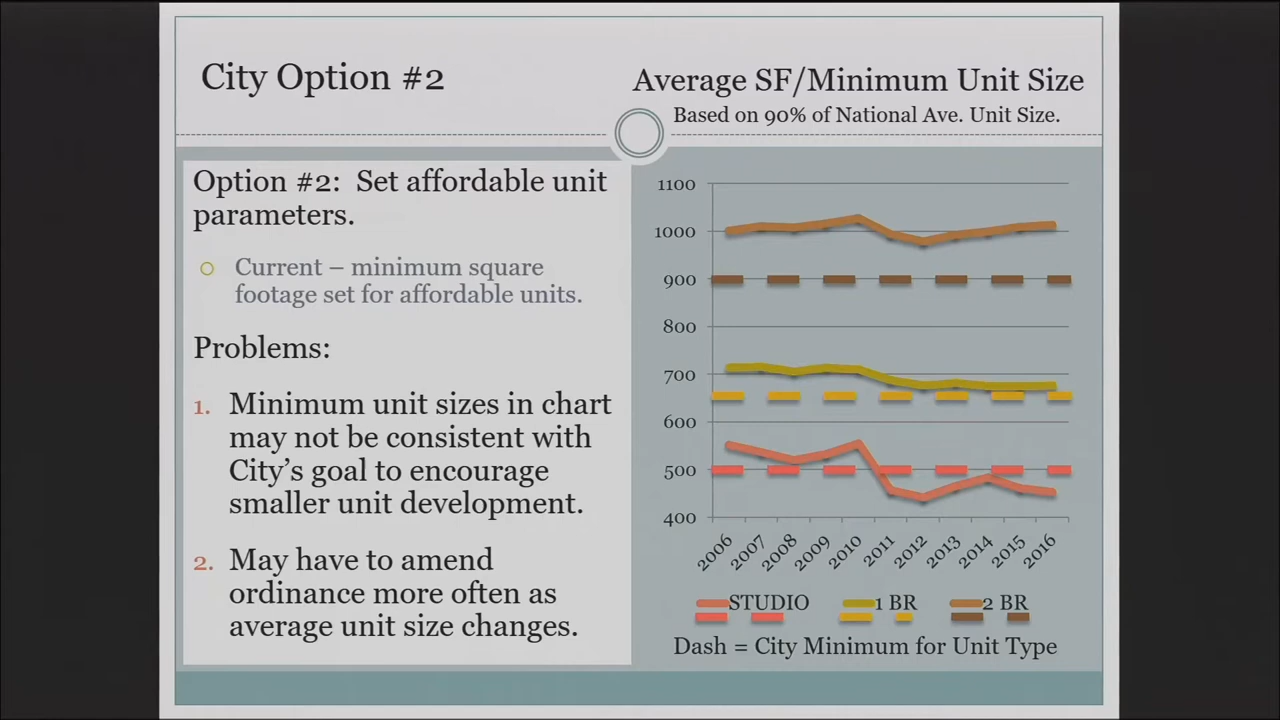 City Option #2
Average SF/Minimum Unit Size
Based on 90% of National Ave. Unit Size.
Option #2:  Set affordable unit
parameters.
Current – minimum square
footage set for affordable units.
Problems:
1. Minimum unit sizes in chart
may not be consistent with
City's goal to encourage
smaller unit development.
2. May have to amend
ordinance more often as
average unit size changes.
1100
1000
900
800
700
600
500
400
2006 2007 2008 2009 2010 2011 2012 2013 2014 2015 2016
STUDIO 1 BR 2 BR
Dash = City Minimum for Unit Type